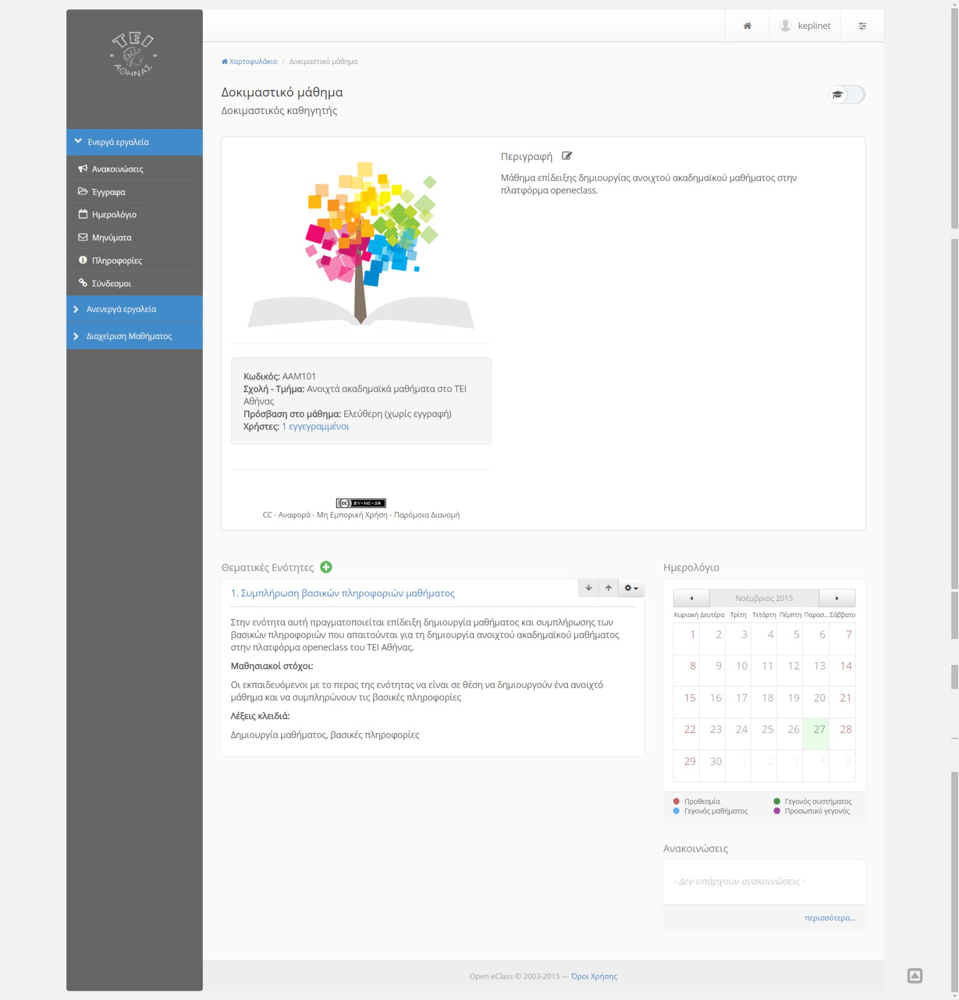 ΤΕΙ
ΑΘΗΝΑΣ
keplinet
Χαρτοφυλάκιο / Δοκιμαστικό μάθημα
Δοκιμαστικό μάθημα
Δοκιμαστικός καθηγητής
Ενεργά εργαλεία
Ανακοινώσεις
Έγγραφα
Ημερολόγιο
Μηνύματα
Πληροφορίες
Σύνδεσμοι
Ανενεργά εργαλεία
Διαχείριση Μαθήματος
Περιγραφή
Μάθημα επίδειξης δημιουργίας ανοιχτού ακαδημαϊκού μαθήματος στην
πλατφόρμα openeclass.
Κωδικός: ΑΑΜ101
Σχολή - Τμήμα: Ανοιχτά ακαδημαϊκά μαθήματα στο ΤΕΙ
Αθήνας
Πρόσβαση στο μάθημα: Ελεύθερη (χωρίς εγγραφή)
Χρήστες: 1 εγγεγραμμένοι
(cc) BY-NC-SA
CC - Αναφορά - Μη Εμπορική Χρήση - Παρόμοια Διανομή
Θεματικές Ενότητες
1. Συμπλήρωση βασικών πληροφοριών μαθήματος
Στην ενότητα αυτή πραγματοποιείται επίδειξη δημιουργία μαθήματος και συμπλήρωσης των
βασικών πληροφοριών που απαιτούνται για τη δημιουργία ανοιχτού ακαδημαϊκού μαθήματος
στην πλατφόρμα openeclass του ΤΕΙ Αθήνας.
Μαθησιακοί στόχοι:
Οι εκπαιδευόμενοι με το περας της ενότητας να είναι σε θέση να δημιουργούν ένα ανοιχτό
μάθημα και να συμπληρώνουν τις βασικές πληροφορίες
Λέξεις κλειδιά:
Δημιουργία μαθήματος, βασικές πληροφορίες
Ημερολόγιο
Νοέμβριος 2015
Κυριακή Δευτέρα Τρίτη Τετάρτη Πέμπτη Παρασ... Σάββατο
1 2 3 4 5 6 7
8 9 10 11 12 13 14
15 16 17 18 19 20 21
22 23 24 25 26 27 28
29 30 1 2 3 4 5
Προθεσμία Γεγονός συστήματος
Γεγονός μαθήματος Προσωπικό γεγονός
Ανακοινώσεις
- Δεν υπάρχουν ανακοινώσεις -
περισσότερα...
Open eClass © 2003-2015 — Όροι Χρήσης